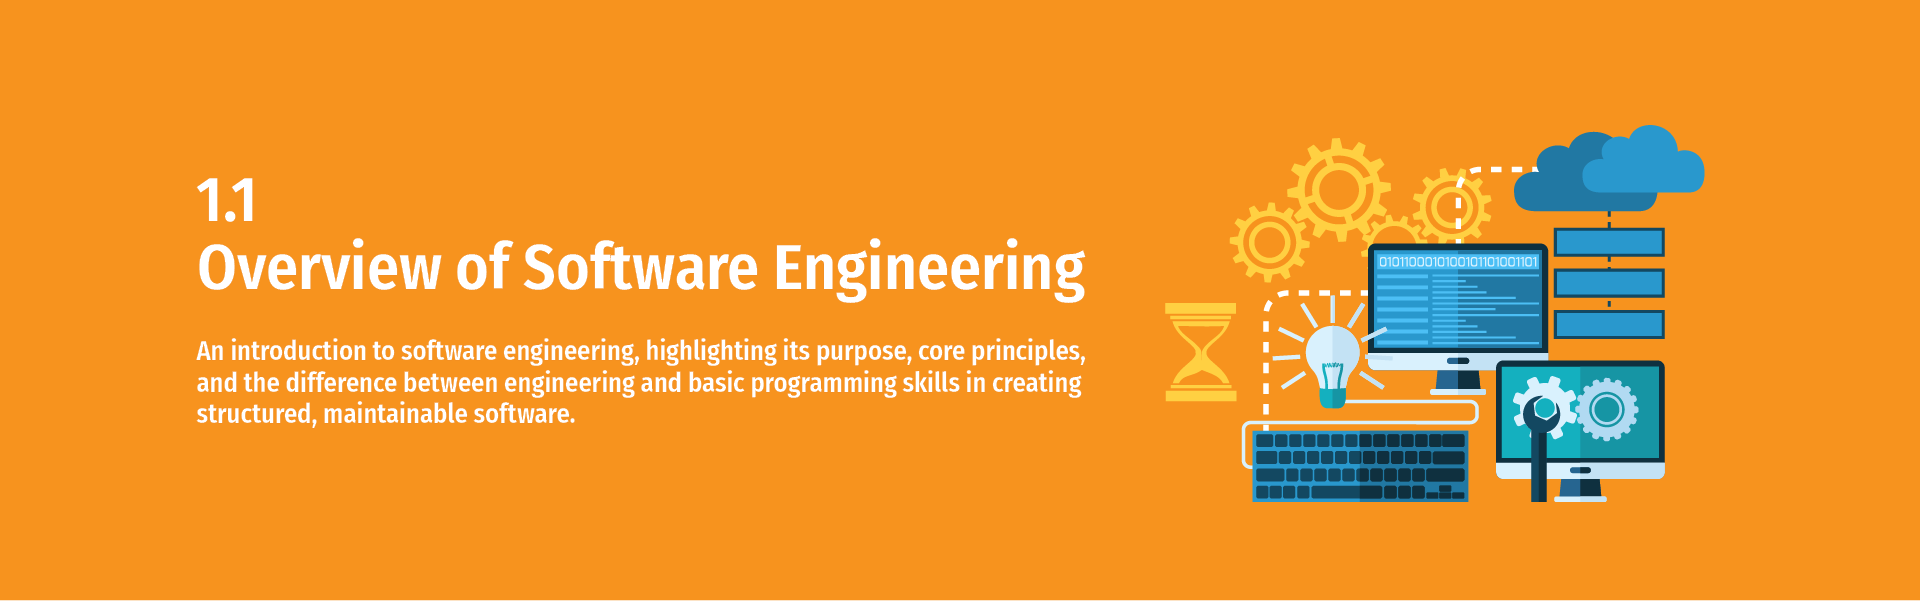 1.1
Overview of Software Engineering
An introduction to software engineering, highlighting its purpose, core principles,
and the difference between engineering and basic programming skills in creating
structured, maintainable software.
0101100010100101101001101